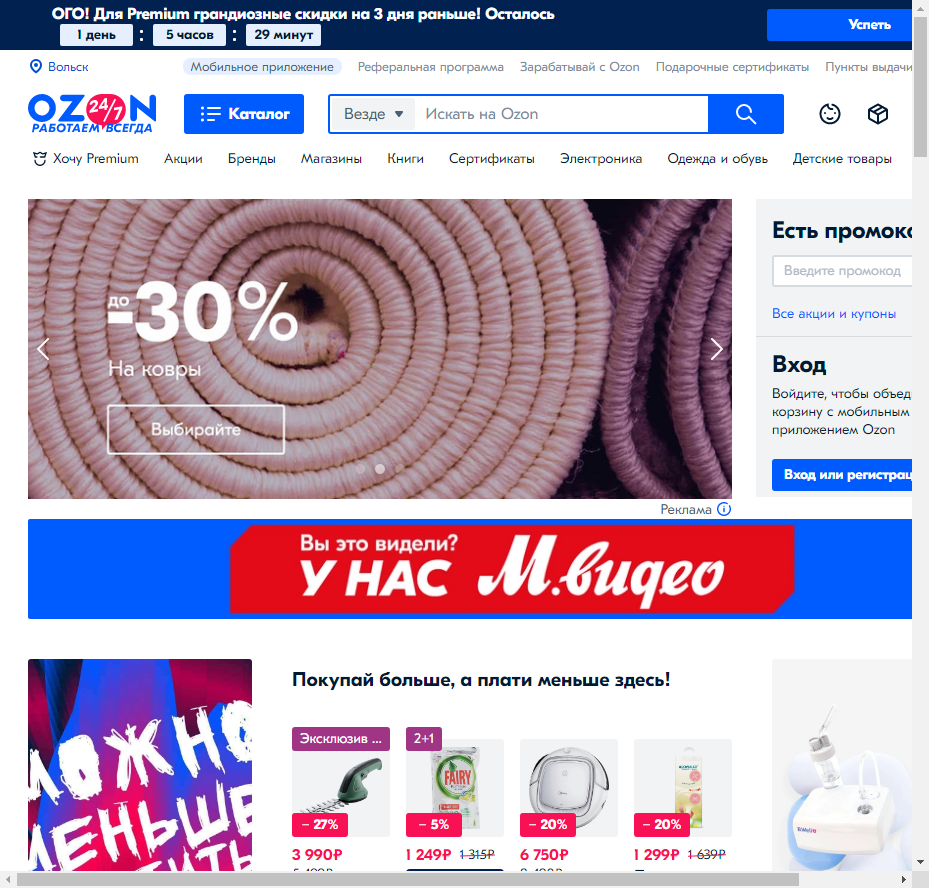 ОГО! Для Premium грандиозные скидки на 3 дня раньше! Осталось
1 день : 5 часов : 29 минут
Успеть
Вольск
Мобильное приложение
Реферальная программа
Зарабатывай с Ozon
Подарочные сертификаты
Пункты выдачи
OZON 24/7
РАБОТАЕМ ВСЕГДА
Каталог
Везде
Искать на Ozon
Хочу Premium
Акции
Бренды
Магазины
Книги
Сертификаты
Электроника
Одежда и обувь
Детские товары
до -30%
На ковры
Выбирайте
Есть промоко
Введите промокод
Все акции и купоны
Вход
Войдите, чтобы объед
корзину с мобильным
приложением Ozon
Вход или регистрац
Реклама
Вы это видели?
У НАС М.видео
МОЖНО
МЕНЬШЕ
Покупай больше, а плати меньше здесь!
Эксклюзив ...
2+1
FAIRY
− 27%
− 5%
− 20%
− 20%
3 990₽
1 249₽ 1 315₽
6 750₽
1 299₽ 1 639₽